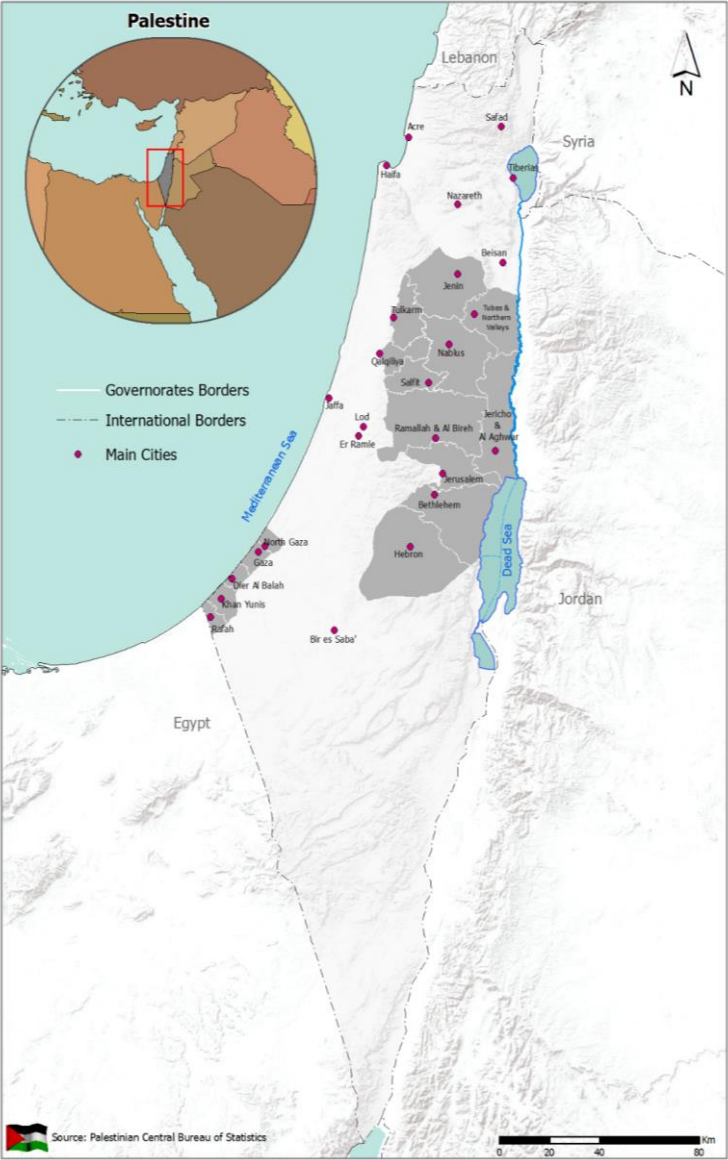 Palestine
Lebanon
N
Syria
Acre
Safad
Haifa
Tiberias
Nazareth
Beisan
Jenin
Tulkarm
Tubas &
Northern
Valleys
Nablus
Qalqiliya
Salfit
Governorates Borders
International Borders
Main Cities
Jaffa
Lod
Er Ramle
Ramallah & Al Bireh
Jericho
&
Al Aghwar
Mediterranean Sea
Jerusalem
Bethlehem
North Gaza
Gaza
Hebron
Dead Sea
Dier Al Balah
Khan Yunis
Rafah
Bir es Saba'
Jordan
Egypt
Source: Palestinian Central Bureau of Statistics
Km
0 20 40 80